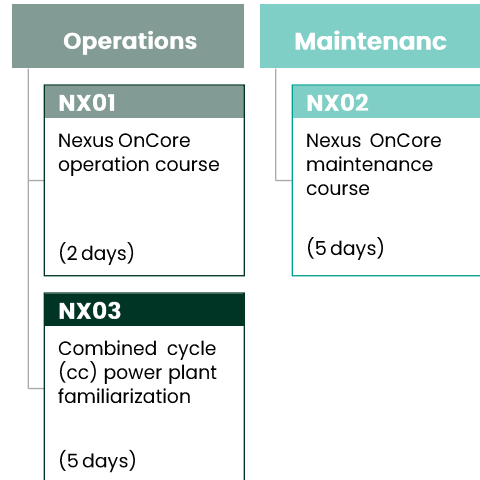 Operations
NX01
Nexus OnCore
operation course
(2 days)
NX03
Combined cycle
(cc) power plant
familiarization
(5 days)
Maintenanc
NX02
Nexus OnCore
maintenance
course
(5 days)